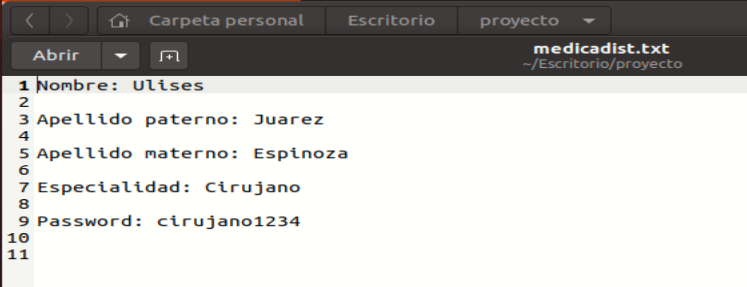 Carpeta personal Escritorio proyecto
Abrir medicadist.txt
~/Escritorio/proyecto
1 Nombre: Ulises
2
3 Apellido paterno: Juarez
4
5 Apellido materno: Espinoza
6
7 Especialidad: Cirujano
8
9 Password: cirujano1234
10
11